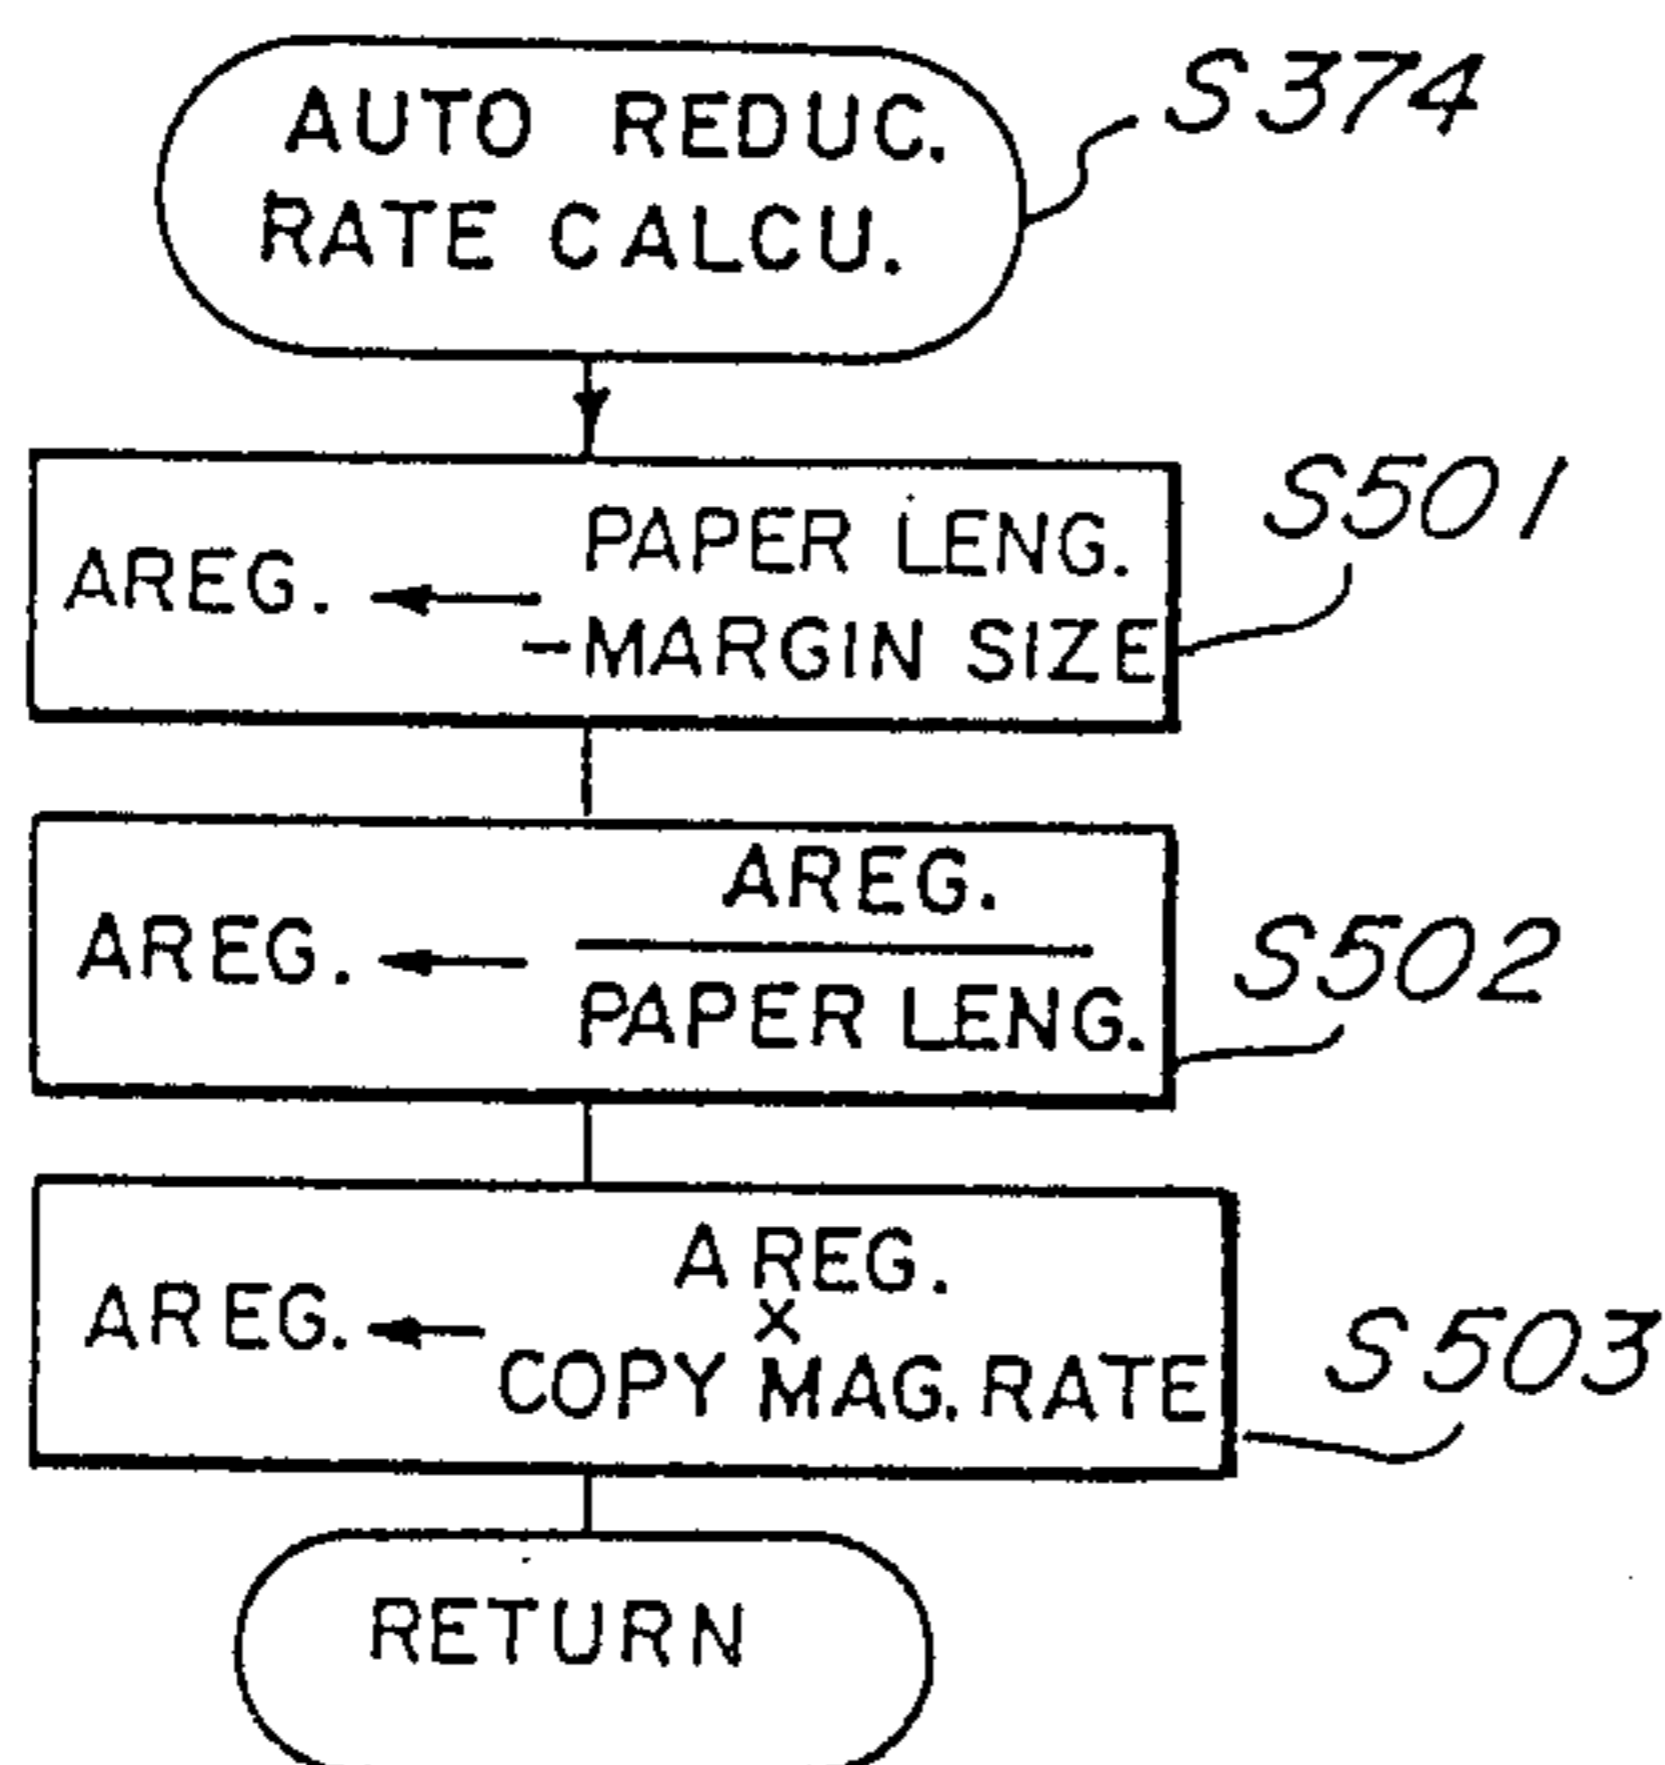 AUTO REDUC.
RATE CALCU.
S374
AREG. ← PAPER LENG.
-MARGIN SIZE
S501
AREG. ← AREG.
PAPER LENG.
S502
AREG. ← AREG.
×
COPY MAG. RATE
S503
RETURN